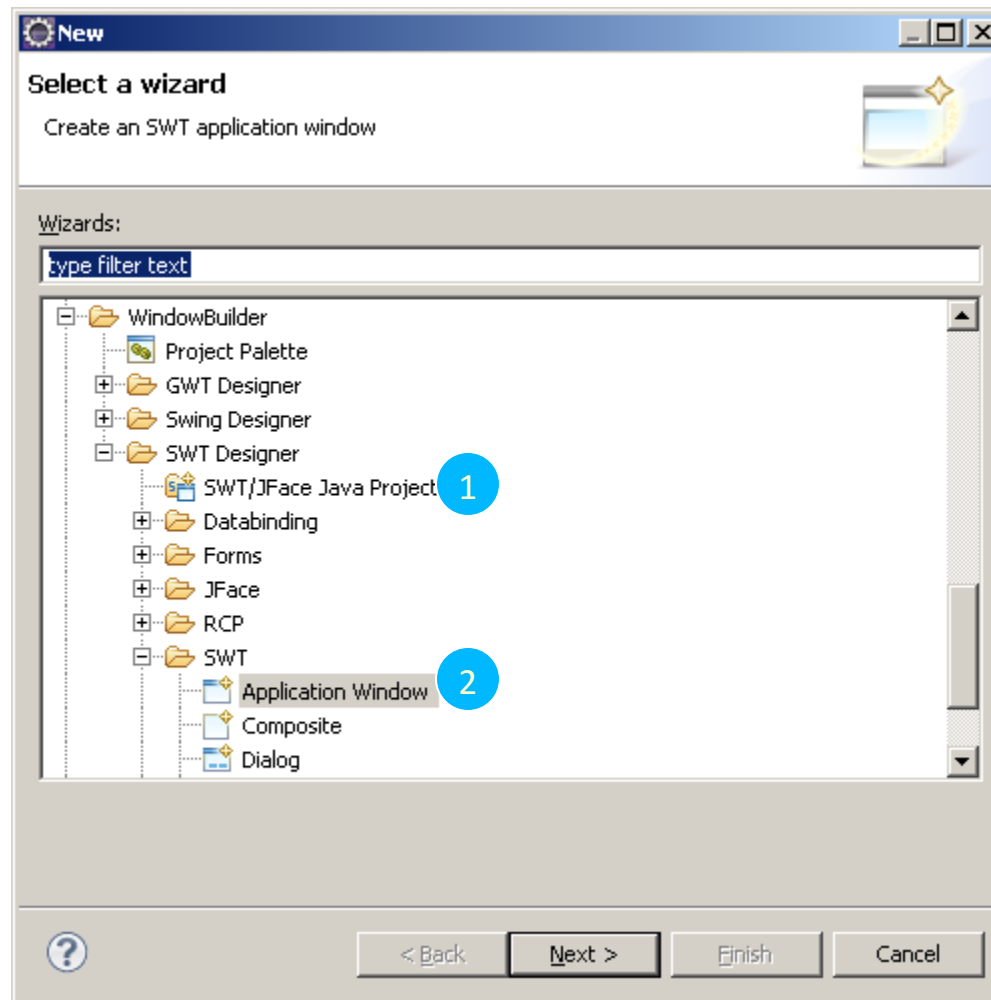 New
Select a wizard
Create an SWT application window
Wizards:
type filter text
WindowBuilder
Project Palette
GWT Designer
Swing Designer
SWT Designer
SWT/JFace Java Project 1
Databinding
Forms
JFace
RCP
SWT
Application Window 2
Composite
Dialog
? < Back Next > Finish Cancel